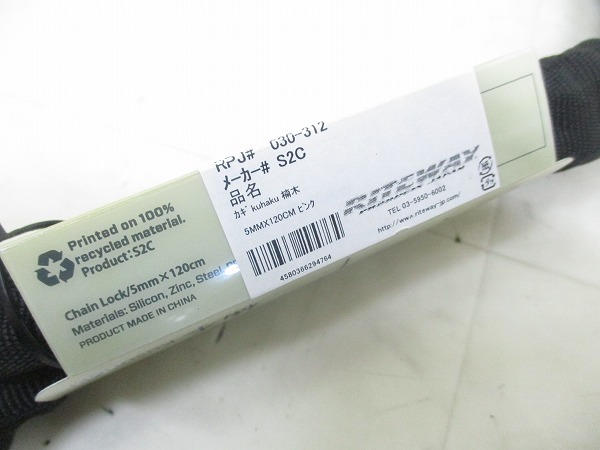 RPJ# 030-312
メーカー# S2C
品名
カギ kuhaku 楠木
5MMX120CM ピンク
4580366294764
RITEWAY
TEL 03-5950-6002
http://www.riteway-jp.com/
Printed on 100%
recycled material.
Product:S2C
Chain Lock/5mm×120cm
Materials: Silicon, Zinc, Steel
PRODUCT MADE IN CHINA